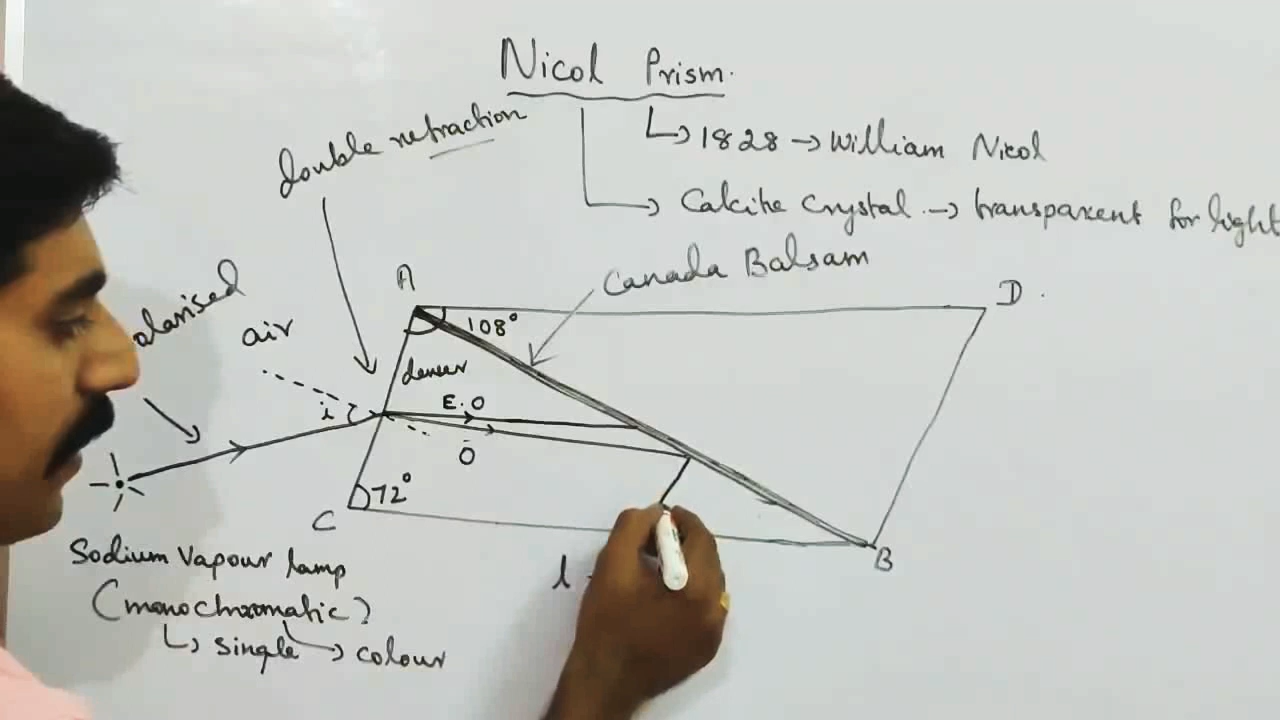 Nicol Prism.
↳ 1828 → William Nicol
→ Calcite Crystal → transparent for light
double refraction
Canada Balsam
A
D.
108°
air
denser
i
E.O
O
72°
C
B
Sodium Vapour lamp
(monochromatic)
↳ single → colour
l